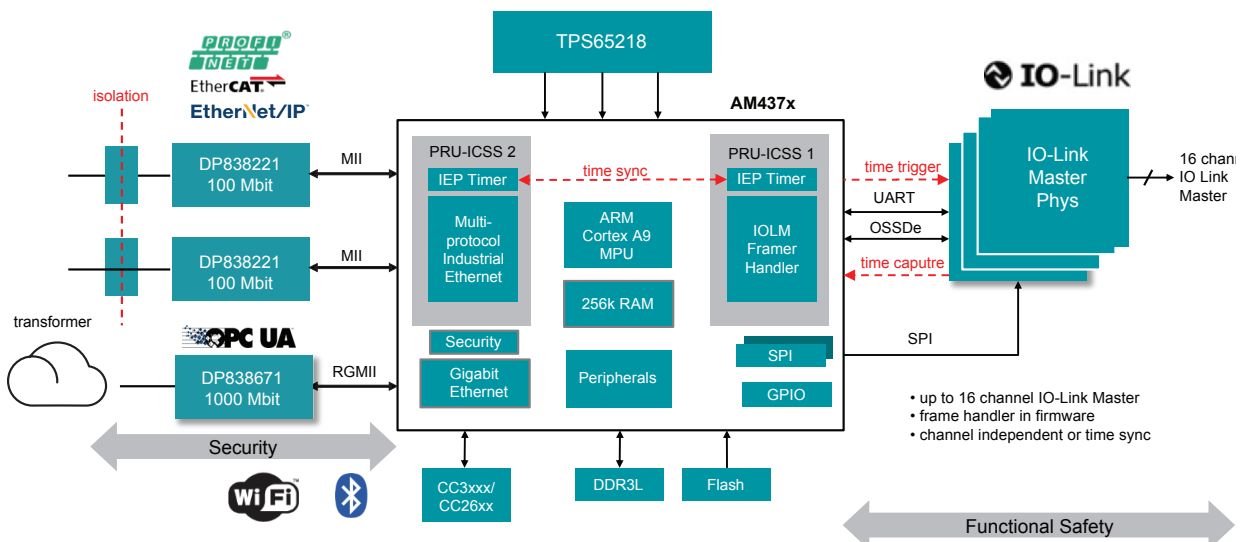 TPS65218
PROFI
NET
®
EtherCAT
EtherNet/IP
isolation
DP838221
100 Mbit
MII
DP838221
100 Mbit
MII
transformer
OPC UA
DP838671
1000 Mbit
RGMII
Security
WiFi
AM437x
PRU-ICSS 2
IEP Timer
Multi-
protocol
Industrial
Ethernet
time sync
PRU-ICSS 1
IEP Timer
IOLM
Framer
Handler
ARM
Cortex A9
MPU
256k RAM
Security
Gigabit
Ethernet
Peripherals
SPI
GPIO
CC3xxx/
CC26xx
DDR3L
Flash
IO-Link
time trigger
UART
OSSDe
time caputre
SPI
IO-Link
Master
Phys
16 chann
IO Link
Master
• up to 16 channel IO-Link Master
• frame handler in firmware
• channel independent or time sync
Functional Safety